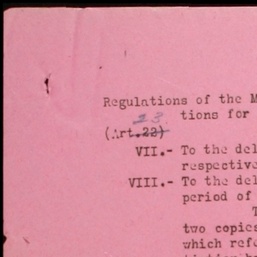 Regulations of the M
23
tions for
(Art.22)
VII.- To the del
respective
VIII.- To the del
period of
T
two copies
which refe